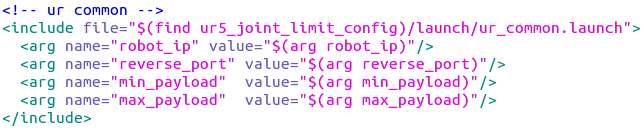 <!-- ur common -->
<include file="$(find ur5_joint_limit_config)/launch/ur_common.launch">
  <arg name="robot_ip" value="$(arg robot_ip)"/>
  <arg name="reverse_port" value="$(arg reverse_port)"/>
  <arg name="min_payload"  value="$(arg min_payload)"/>
  <arg name="max_payload"  value="$(arg max_payload)"/>
</include>